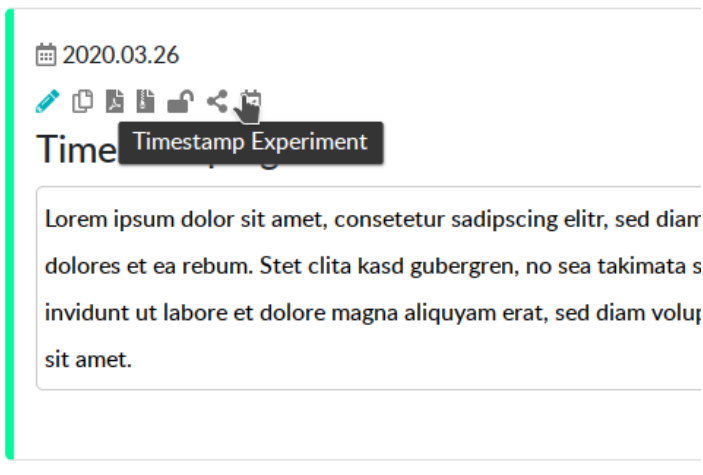 2020.03.26
Timestamp Experiment
Time
Lorem ipsum dolor sit amet, consetetur sadipscing elitr, sed diam
dolores et ea rebum. Stet clita kasd gubergren, no sea takimata s
invidunt ut labore et dolore magna aliquyam erat, sed diam volup
sit amet.